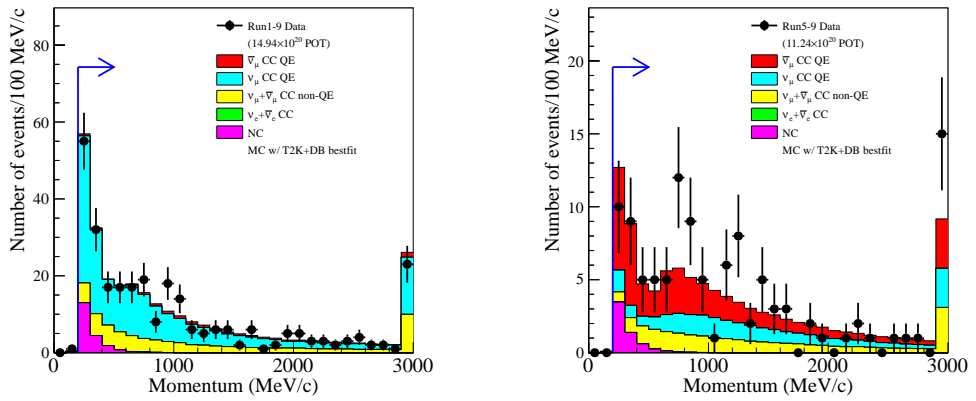 Number of events/100 MeV/c
80
60
40
20
0
0
1000
2000
3000
Momentum (MeV/c)
Run1-9 Data
(14.94×10²⁰ POT)
ν̅μ CC QE
νμ CC QE
νμ+ν̅μ CC non-QE
νe+ν̅e CC
NC
MC w/ T2K+DB bestfit
Number of events/100 MeV/c
20
15
10
5
0
0
1000
2000
3000
Momentum (MeV/c)
Run5-9 Data
(11.24×10²⁰ POT)
ν̅μ CC QE
νμ CC QE
νμ+ν̅μ CC non-QE
νe+ν̅e CC
NC
MC w/ T2K+DB bestfit